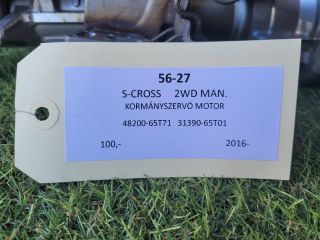 56-27
S-CROSS 2WD MAN.
KORMÁNYSZERVÓ MOTOR
48200-65T71 31390-65T01
100,- 2016-